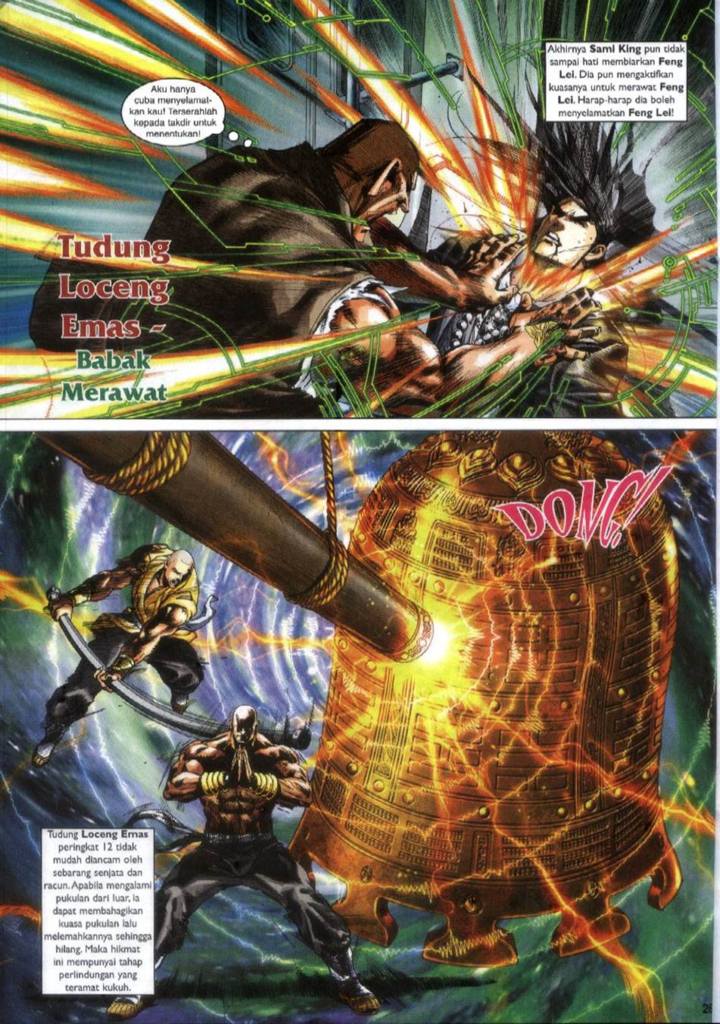 Aku hanya
cuba menyelamat-
kan kau! Terserahlah
kepada takdir untuk
menentukan!
Akhirnya Sami King pun tidak
sampai hati membiarkan Feng
Lei. Dia pun mengaktifkan
kuasanya untuk merawat Feng
Lei. Harap-harap dia boleh
menyelamatkan Feng Lei!
Tudung
Loceng
Emas -
Babak
Merawat
DONG!
Tudung Loceng Emas
peringkat 12 tidak
mudah diancam oleh
sebarang senjata dan
racun. Apabila mengalami
pukulan dari luar, ia
dapat membahagikan
kuasa pukulan lalu
melemahkannya sehingga
hilang. Maka hikmat
ini mempunyai tahap
perlindungan yang
teramat kukuh.